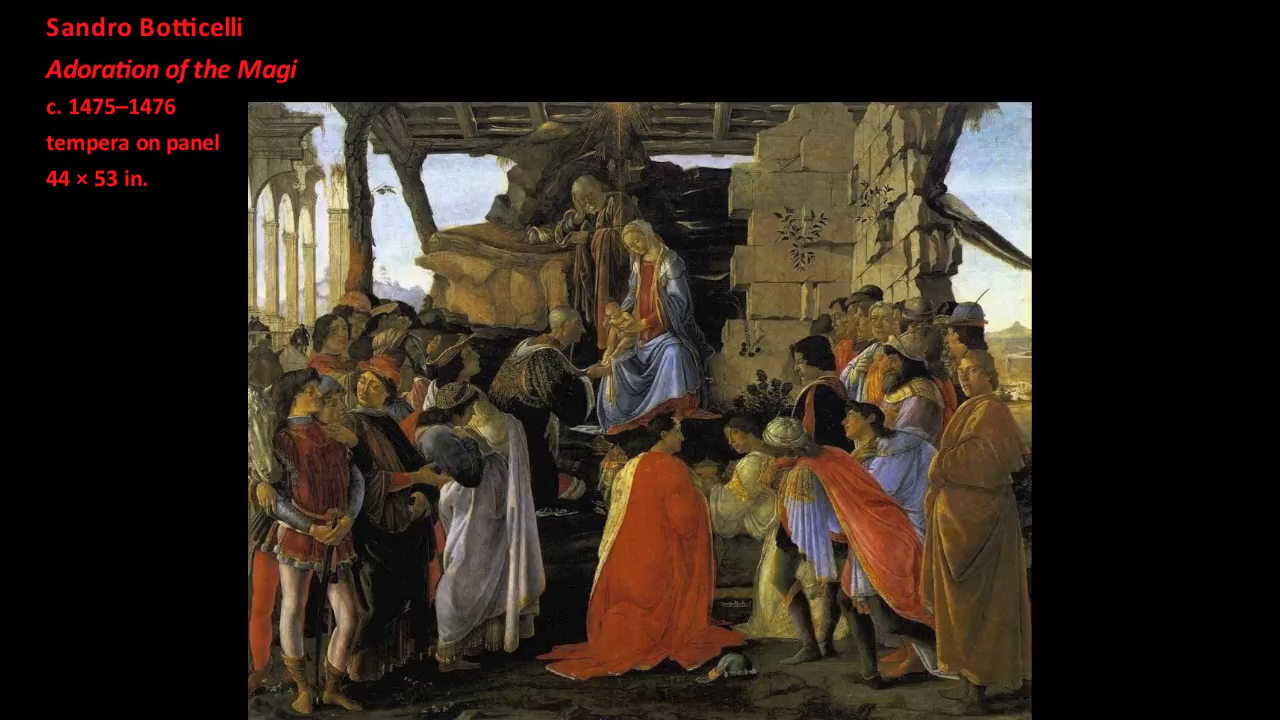 Sandro Botticelli
Adoration of the Magi
c. 1475–1476
tempera on panel
44 × 53 in.